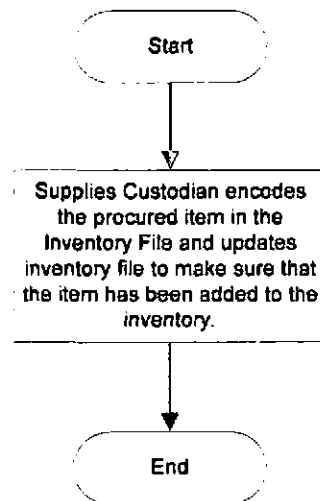 Start
Supplies Custodian encodes
the procured item in the
Inventory File and updates
inventory file to make sure that
the item has been added to the
inventory.
End